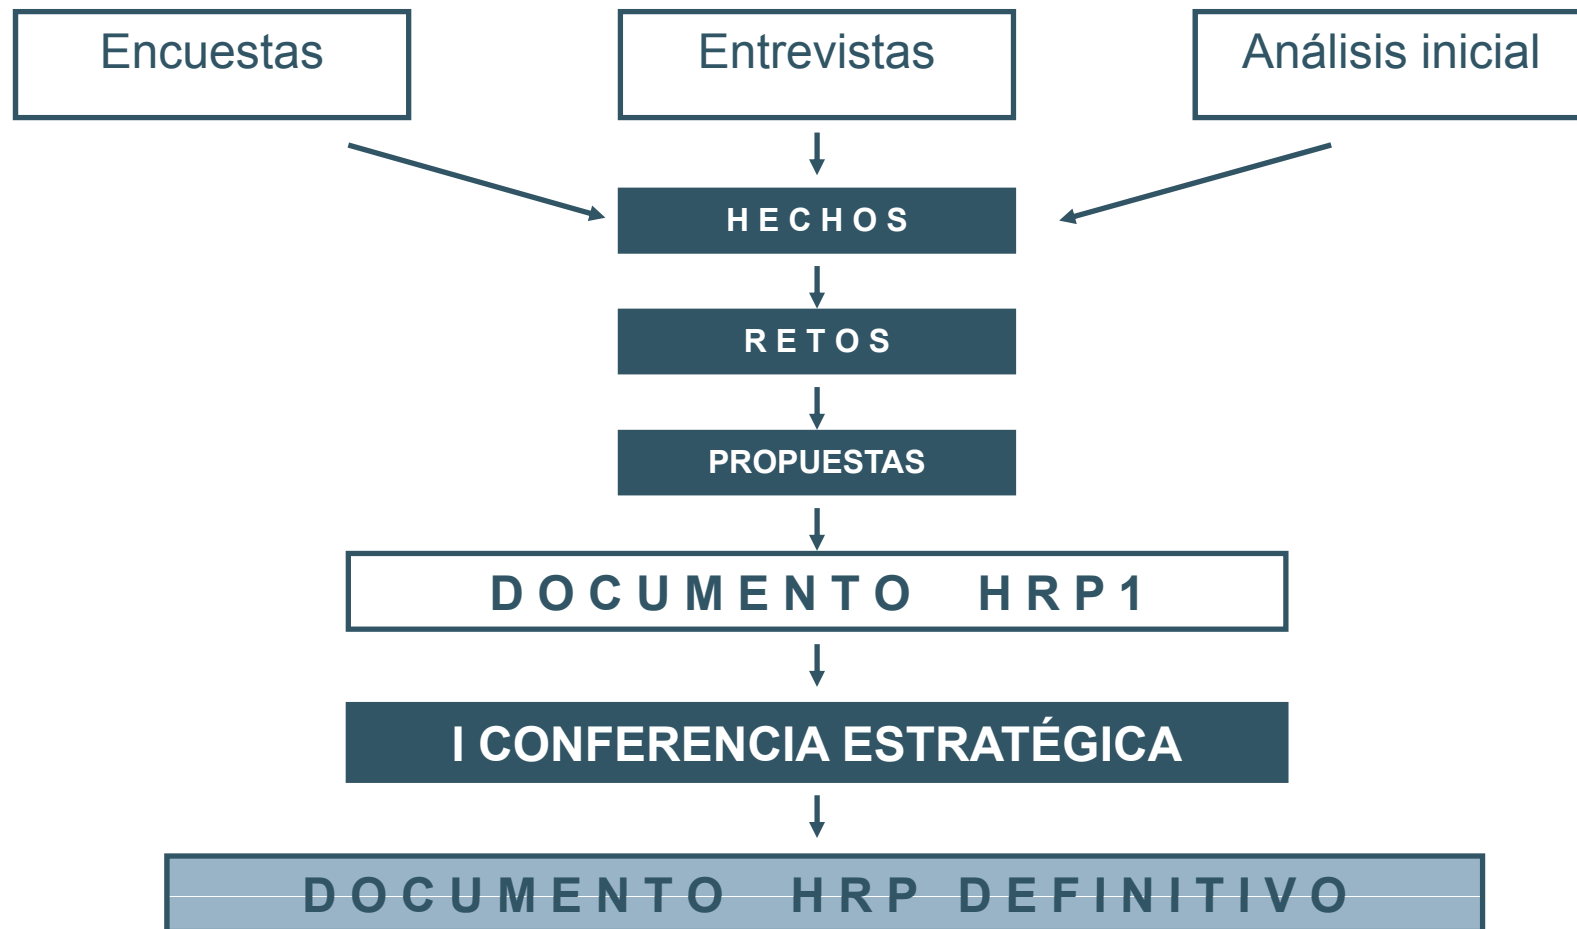 Encuestas
Entrevistas
Análisis inicial
HECHOS
RETOS
PROPUESTAS
DOCUMENTO HRP1
I CONFERENCIA ESTRATÉGICA
DOCUMENTO HRP DEFINITIVO